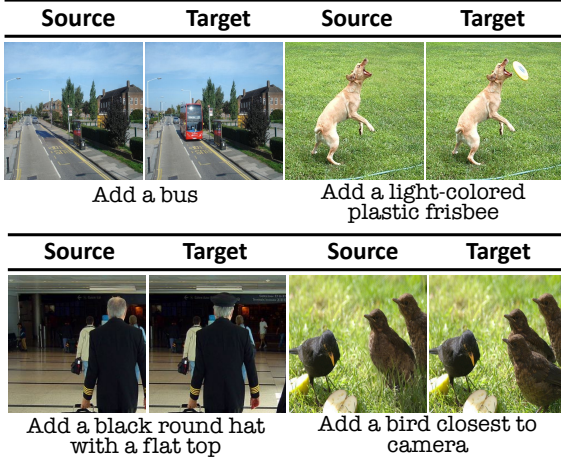 Source Target Source Target
Add a bus
Add a light-colored
plastic frisbee
Source Target Source Target
Add a black round hat
with a flat top
Add a bird closest to
camera